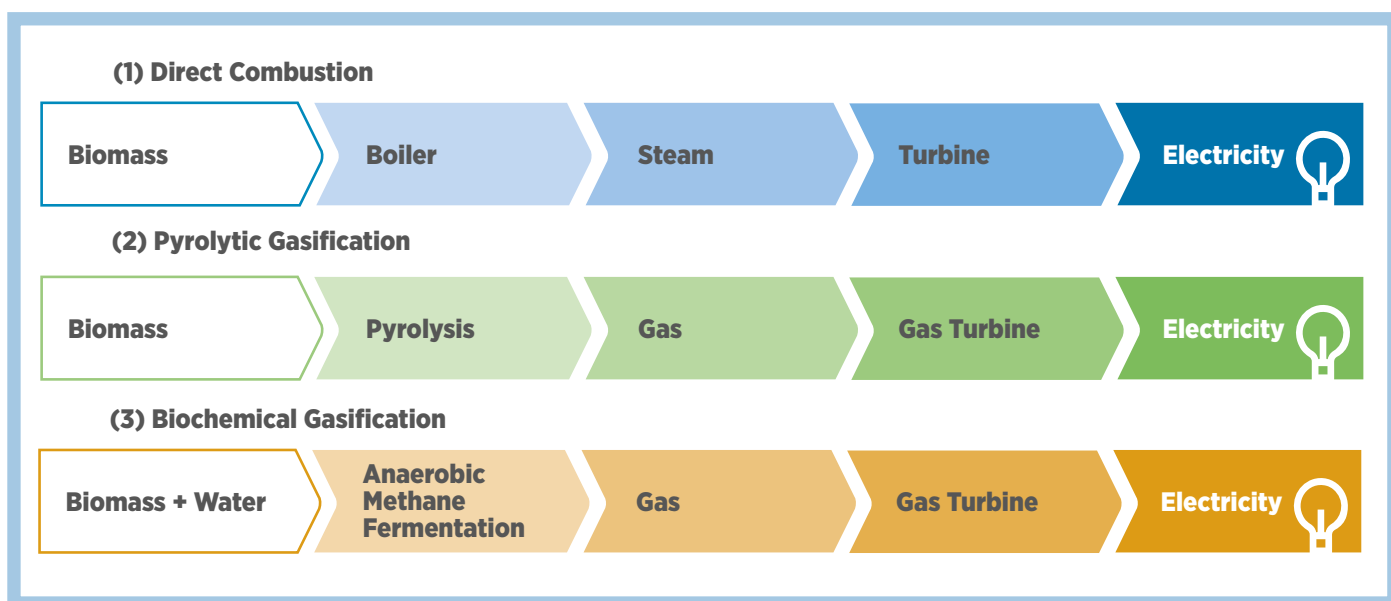 (1) Direct Combustion
Biomass
Boiler
Steam
Turbine
Electricity
(2) Pyrolytic Gasification
Biomass
Pyrolysis
Gas
Gas Turbine
Electricity
(3) Biochemical Gasification
Biomass + Water
Anaerobic
Methane
Fermentation
Gas
Gas Turbine
Electricity